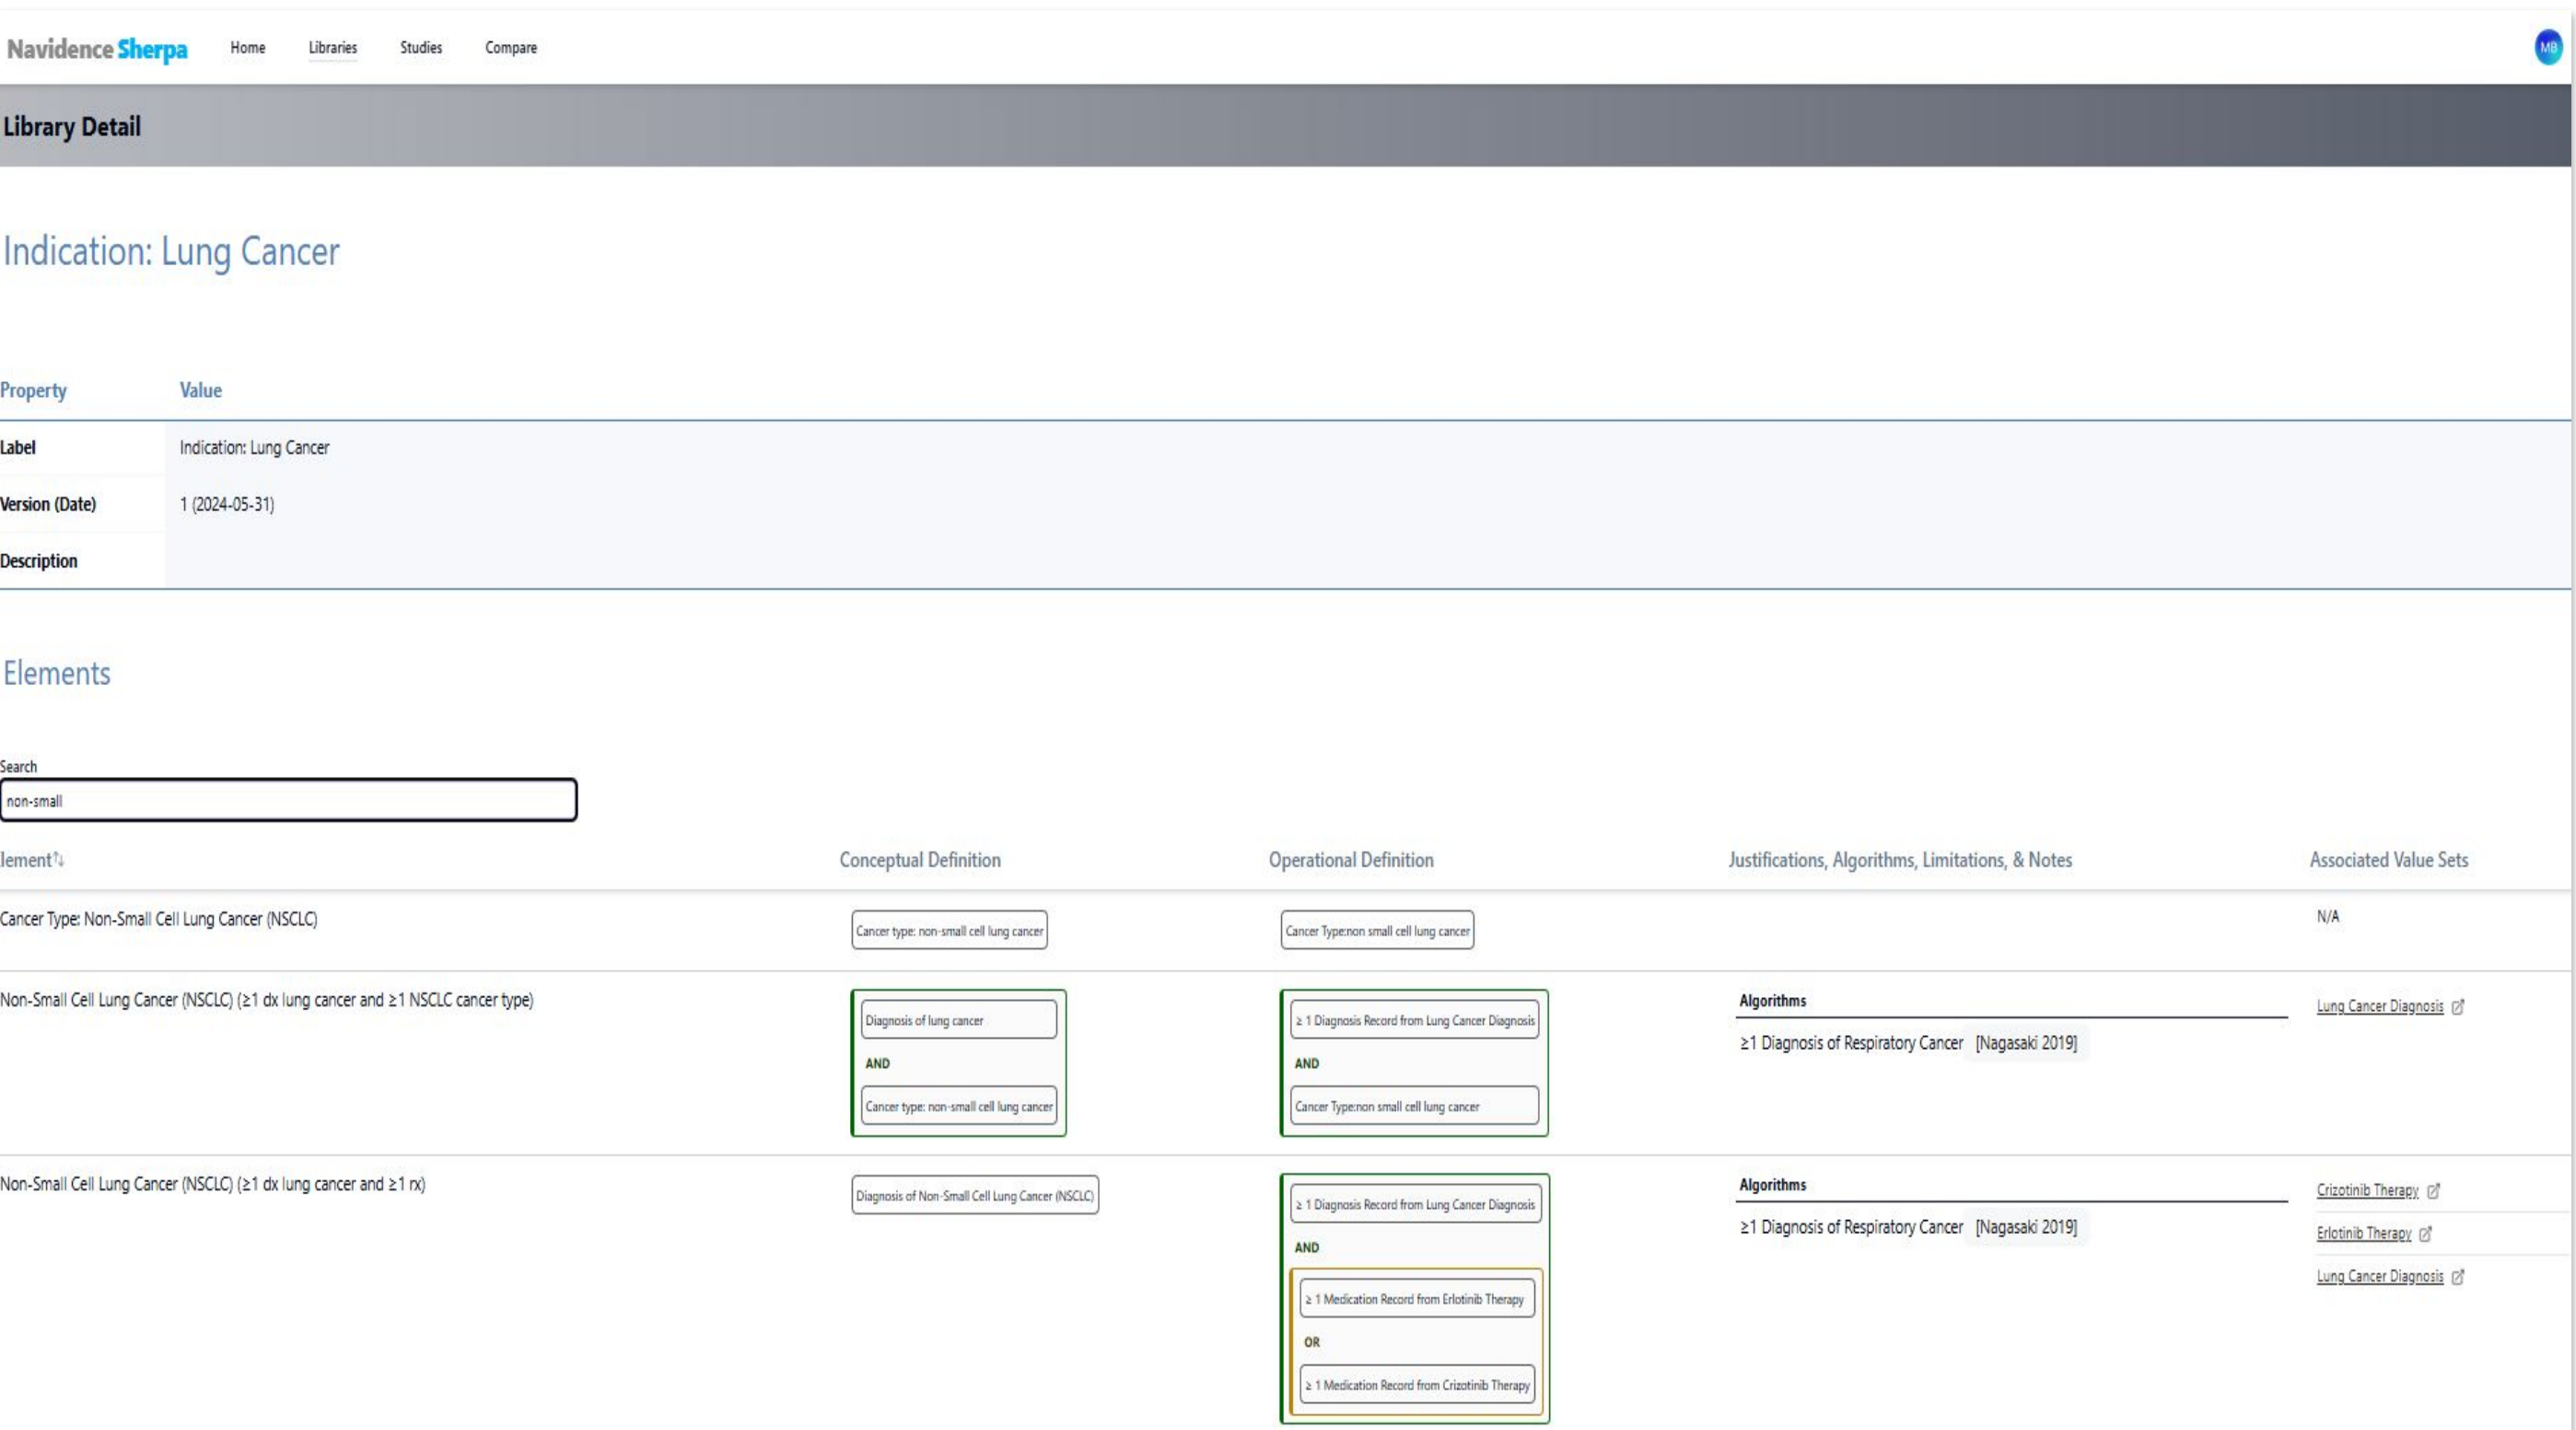 Navidence Sherpa Home Libraries Studies Compare MB
Library Detail
Indication: Lung Cancer
Property Value
Label Indication: Lung Cancer
Version (Date) 1 (2024-05-31)
Description
Elements
Search
non-small
lement↑↓ Conceptual Definition Operational Definition Justifications, Algorithms, Limitations, & Notes Associated Value Sets
Cancer Type: Non-Small Cell Lung Cancer (NSCLC)
Cancer type: non-small cell lung cancer
Cancer Type:non small cell lung cancer
N/A
Non-Small Cell Lung Cancer (NSCLC) (≥1 dx lung cancer and ≥1 NSCLC cancer type)
Diagnosis of lung cancer
AND
Cancer type: non-small cell lung cancer
≥ 1 Diagnosis Record from Lung Cancer Diagnosis
AND
Cancer Type:non small cell lung cancer
Algorithms
≥1 Diagnosis of Respiratory Cancer [Nagasaki 2019]
Lung Cancer Diagnosis
Non-Small Cell Lung Cancer (NSCLC) (≥1 dx lung cancer and ≥1 rx)
Diagnosis of Non-Small Cell Lung Cancer (NSCLC)
≥ 1 Diagnosis Record from Lung Cancer Diagnosis
AND
≥ 1 Medication Record from Erlotinib Therapy
OR
≥ 1 Medication Record from Crizotinib Therapy
Algorithms
≥1 Diagnosis of Respiratory Cancer [Nagasaki 2019]
Crizotinib Therapy
Erlotinib Therapy
Lung Cancer Diagnosis